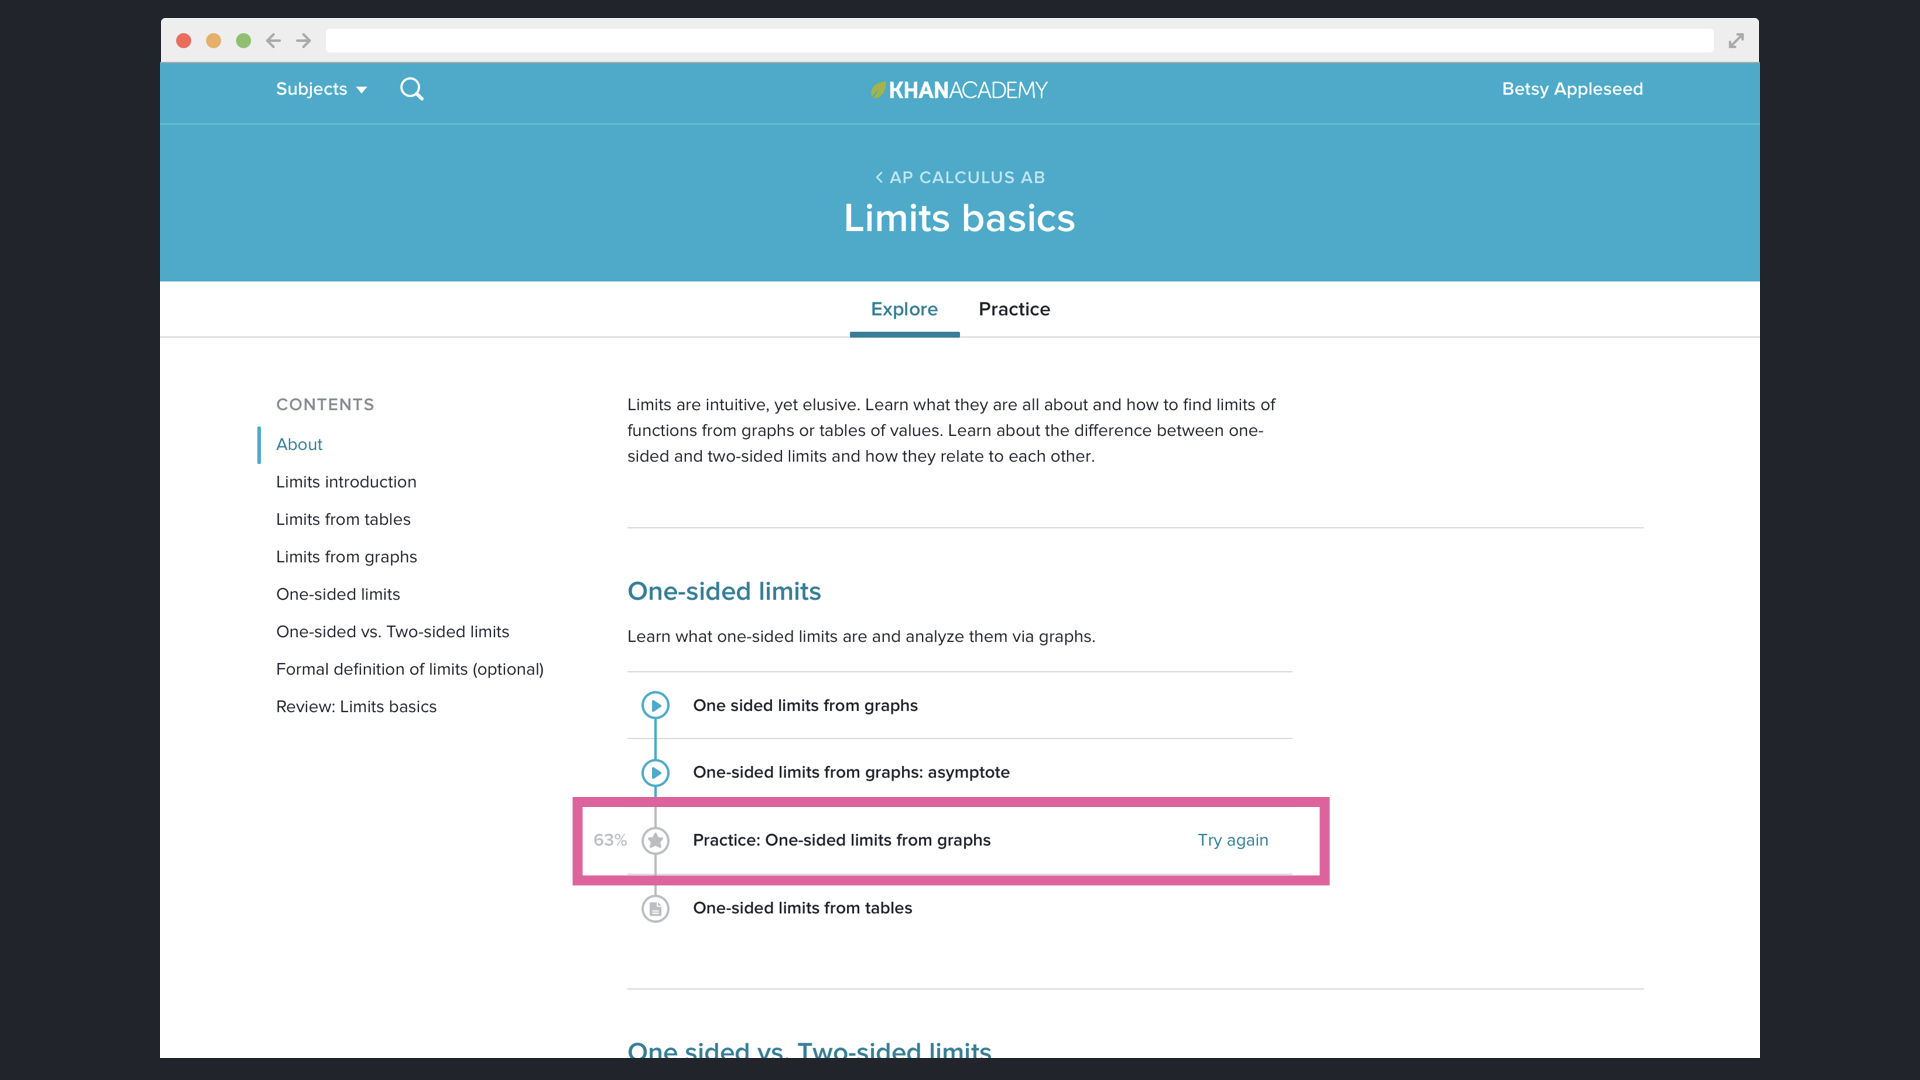 Subjects
KHANACADEMY
Betsy Appleseed
AP CALCULUS AB
Limits basics
Explore
Practice
CONTENTS
About
Limits introduction
Limits from tables
Limits from graphs
One-sided limits
One-sided vs. Two-sided limits
Formal definition of limits (optional)
Review: Limits basics
Limits are intuitive, yet elusive. Learn what they are all about and how to find limits of
functions from graphs or tables of values. Learn about the difference between one-
sided and two-sided limits and how they relate to each other.
One-sided limits
Learn what one-sided limits are and analyze them via graphs.
One sided limits from graphs
One-sided limits from graphs: asymptote
63%
Practice: One-sided limits from graphs
Try again
One-sided limits from tables
One sided vs. Two-sided limits